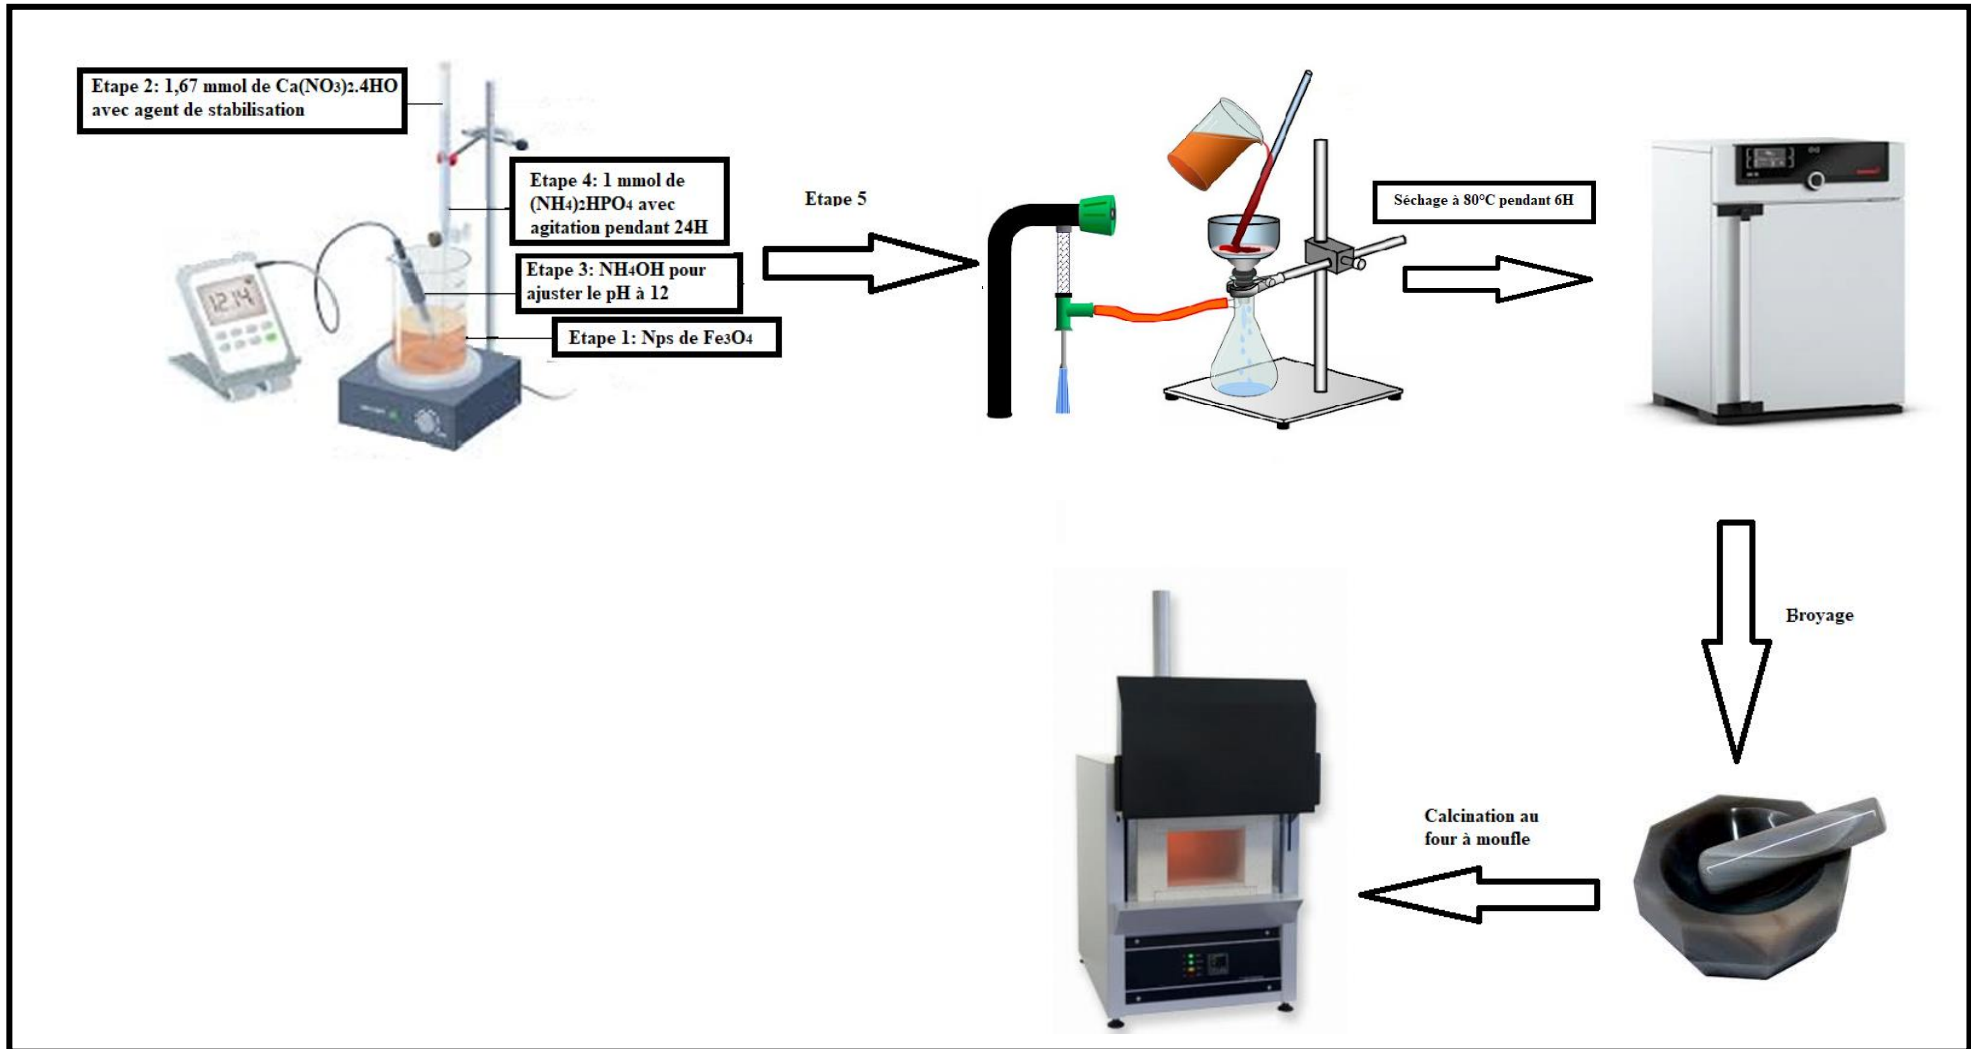 Etape 2: 1,67 mmol de Ca(NO3)2.4HO
avec agent de stabilisation
Etape 4: 1 mmol de
(NH4)2HPO4 avec
agitation pendant 24H
Etape 3: NH4OH pour
ajuster le pH à 12
Etape 1: Nps de Fe3O4
12.14
Etape 5
Séchage à 80°C pendant 6H
Broyage
Calcination au
four à moufle